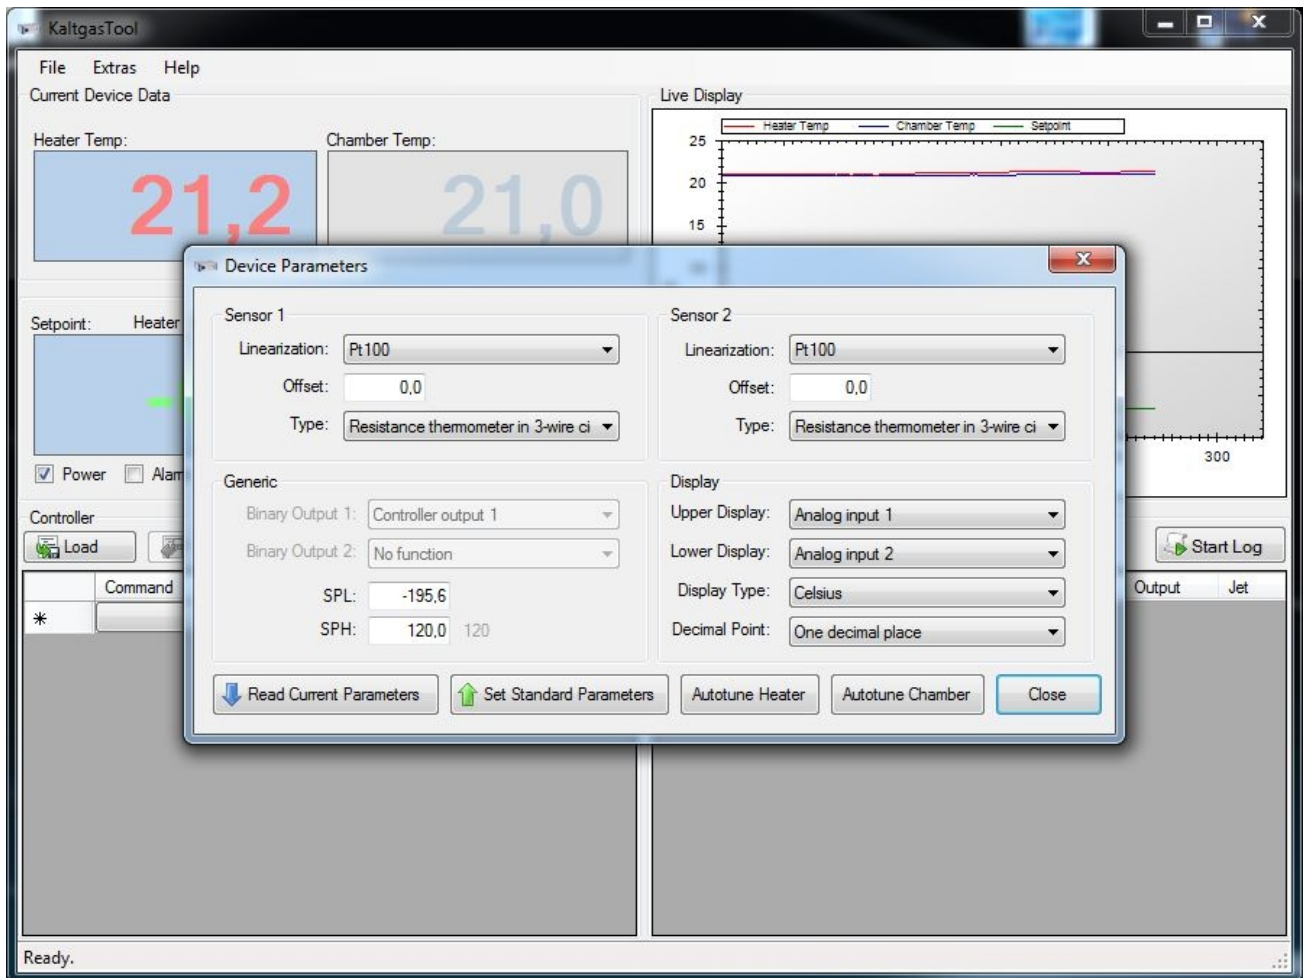 KaltgasTool
File Extras Help
Current Device Data
Live Display
Heater Temp:
Chamber Temp:
21,2
21,0
Heater Temp Chamber Temp Setpoint
25
20
15
300
Setpoint: Heater
Power Alarm
Controller
Load
Start Log
Command
Output Jet
*
Device Parameters
Sensor 1
Linearization: Pt100
Offset: 0,0
Type: Resistance thermometer in 3-wire ci
Sensor 2
Linearization: Pt100
Offset: 0,0
Type: Resistance thermometer in 3-wire ci
Generic
Binary Output 1: Controller output 1
Binary Output 2: No function
SPL: -195,6
SPH: 120,0 120
Display
Upper Display: Analog input 1
Lower Display: Analog input 2
Display Type: Celsius
Decimal Point: One decimal place
Read Current Parameters Set Standard Parameters Autotune Heater Autotune Chamber Close
Ready.